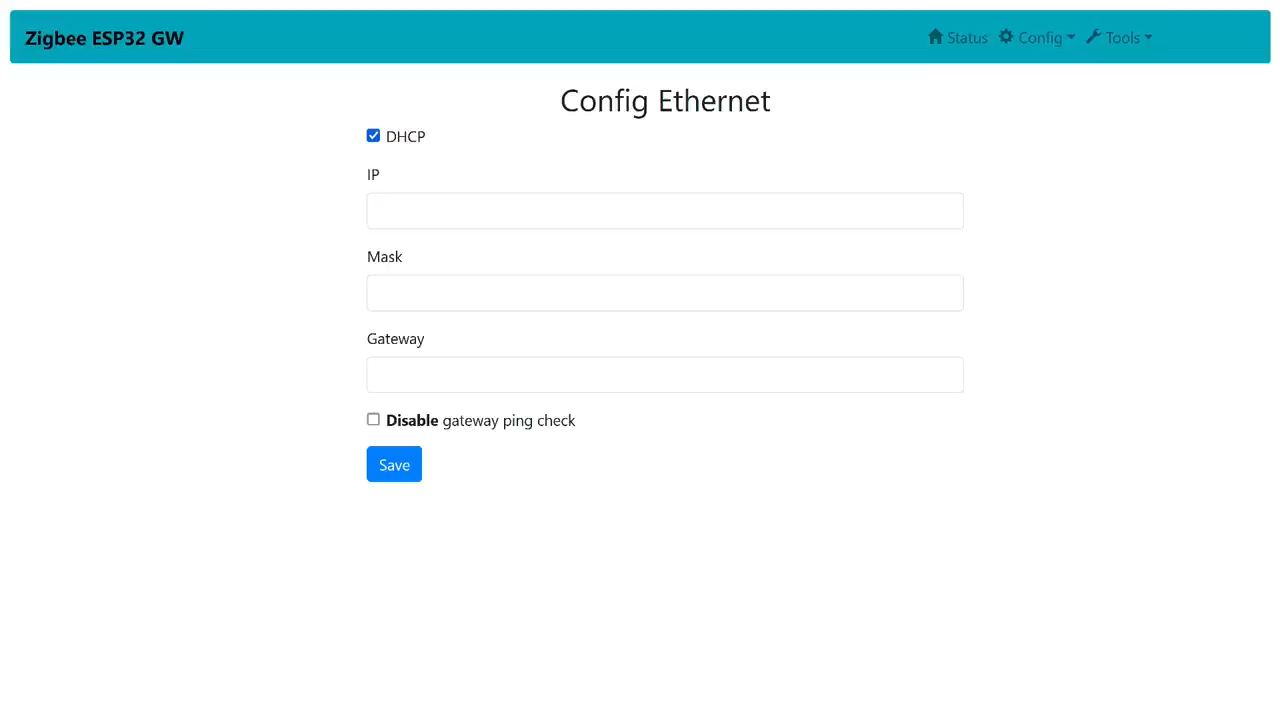 Zigbee ESP32 GW
Status Config Tools
Config Ethernet
DHCP
IP
Mask
Gateway
Disable gateway ping check
Save